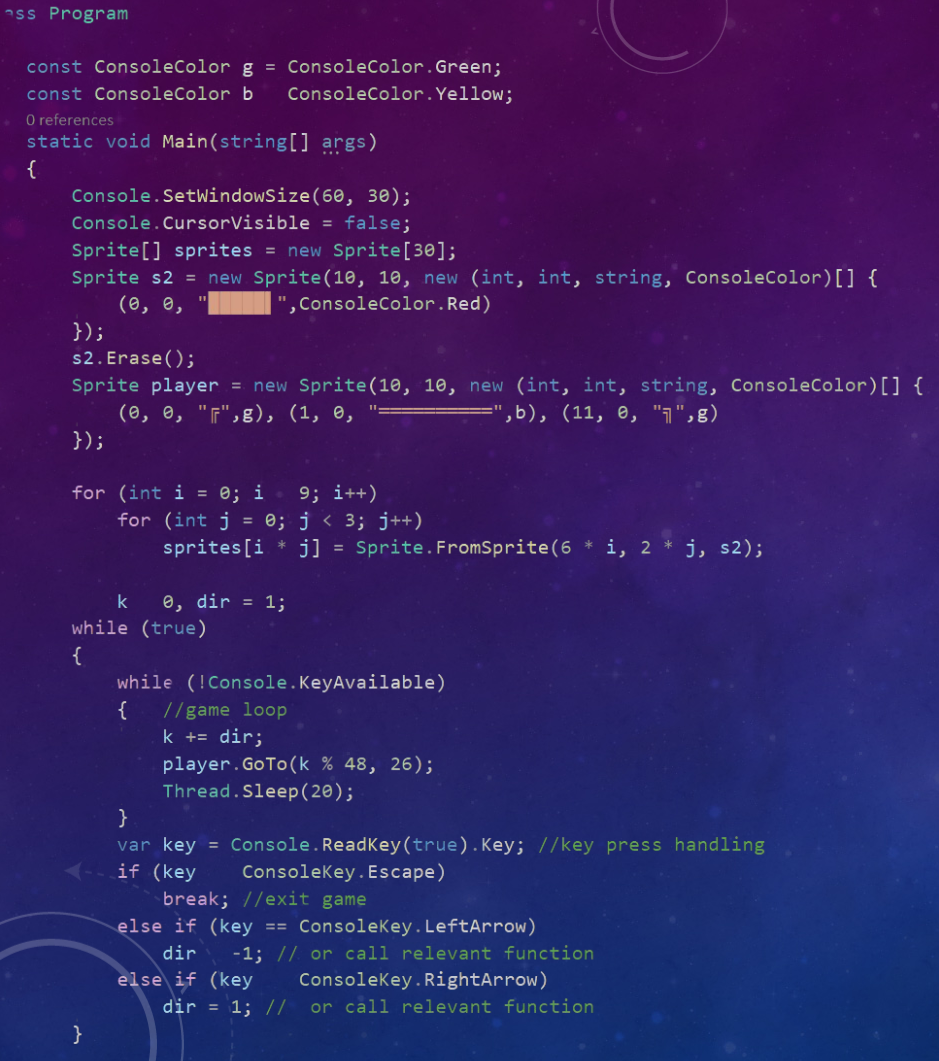 ass Program
const ConsoleColor g = ConsoleColor.Green;
const ConsoleColor b   ConsoleColor.Yellow;
0 references
static void Main(string[] args)
{
    Console.SetWindowSize(60, 30);
    Console.CursorVisible = false;
    Sprite[] sprites = new Sprite[30];
    Sprite s2 = new Sprite(10, 10, new (int, int, string, ConsoleColor)[] {
        (0, 0, "██████ ",ConsoleColor.Red)
    });
    s2.Erase();
    Sprite player = new Sprite(10, 10, new (int, int, string, ConsoleColor)[] {
        (0, 0, "╔",g), (1, 0, "══════════",b), (11, 0, "╗",g)
    });
    for (int i = 0; i   9; i++)
        for (int j = 0; j < 3; j++)
            sprites[i * j] = Sprite.FromSprite(6 * i, 2 * j, s2);
        k   0, dir = 1;
    while (true)
    {
        while (!Console.KeyAvailable)
        {   //game loop
            k += dir;
            player.GoTo(k % 48, 26);
            Thread.Sleep(20);
        }
        var key = Console.ReadKey(true).Key; //key press handling
        if (key    ConsoleKey.Escape)
            break; //exit game
        else if (key == ConsoleKey.LeftArrow)
            dir   -1; // or call relevant function
        else if (key    ConsoleKey.RightArrow)
            dir = 1; //  or call relevant function
    }